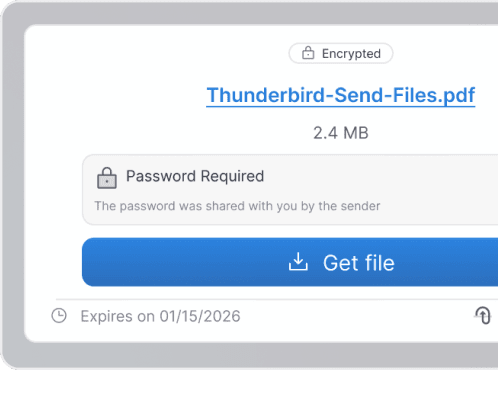 Encrypted
Thunderbird-Send-Files.pdf
2.4 MB
Password Required
The password was shared with you by the sender
Get file
Expires on 01/15/2026